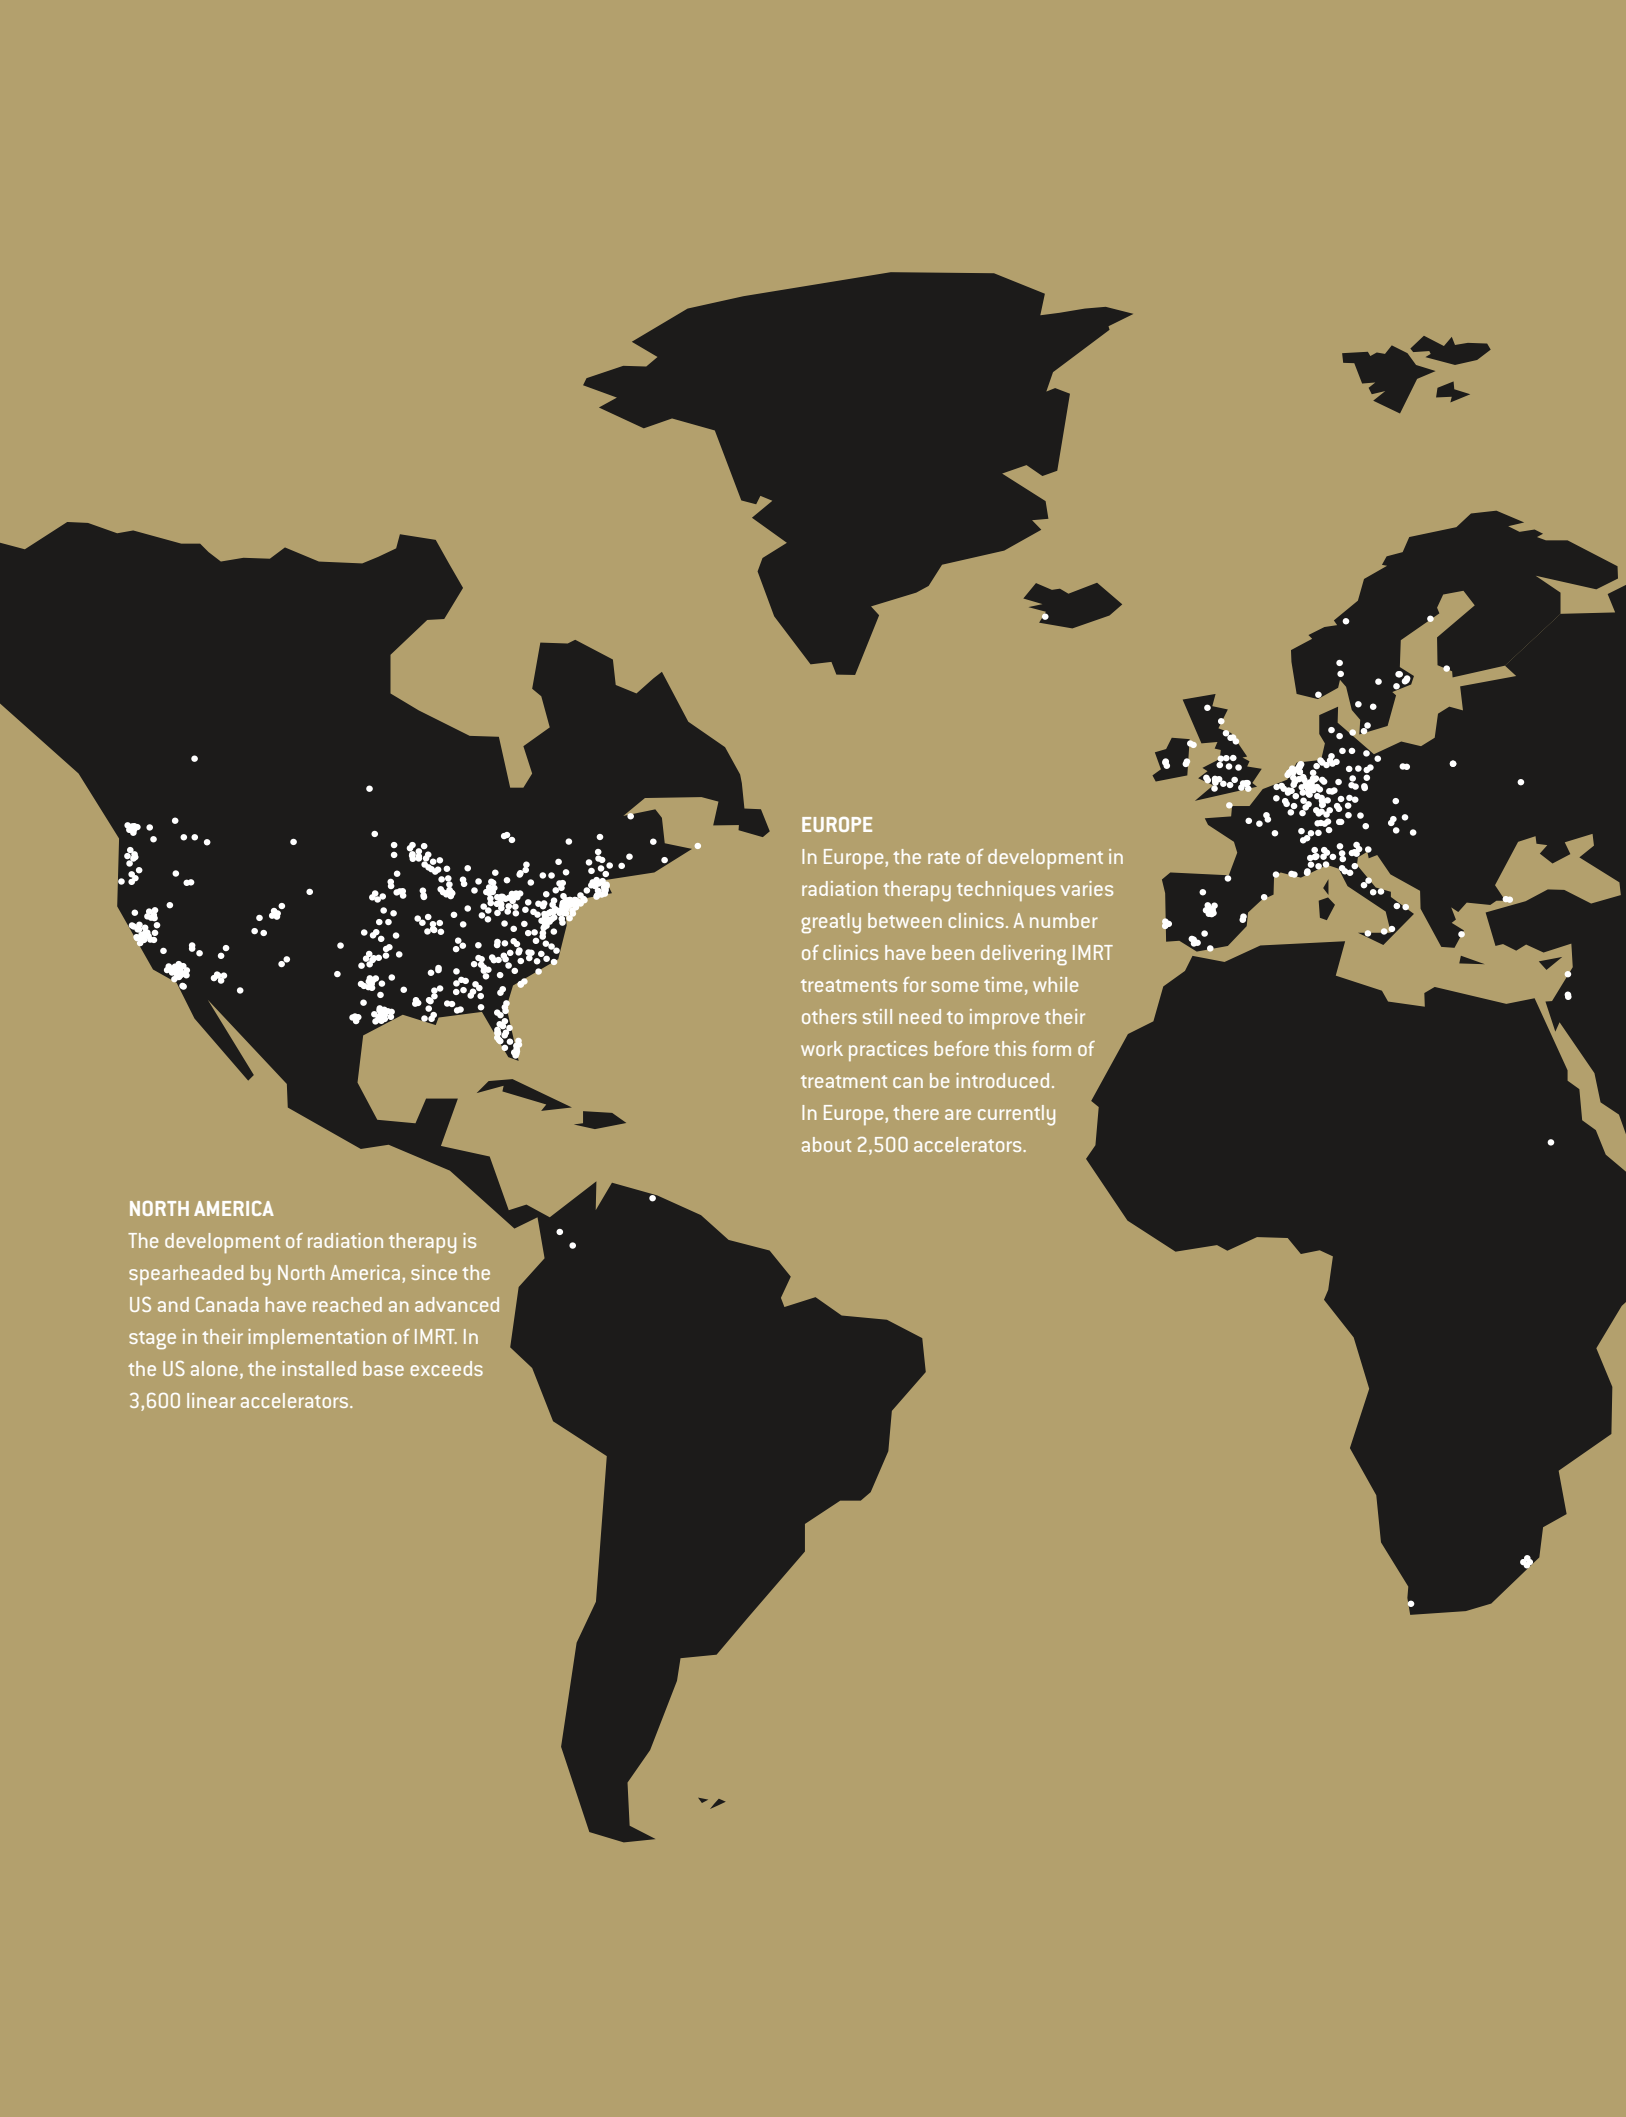 EUROPE
In Europe, the rate of development in
radiation therapy techniques varies
greatly between clinics. A number
of clinics have been delivering IMRT
treatments for some time, while
others still need to improve their
work practices before this form of
treatment can be introduced.
In Europe, there are currently
about 2,500 accelerators.
NORTH AMERICA
The development of radiation therapy is
spearheaded by North America, since the
US and Canada have reached an advanced
stage in their implementation of IMRT. In
the US alone, the installed base exceeds
3,600 linear accelerators.